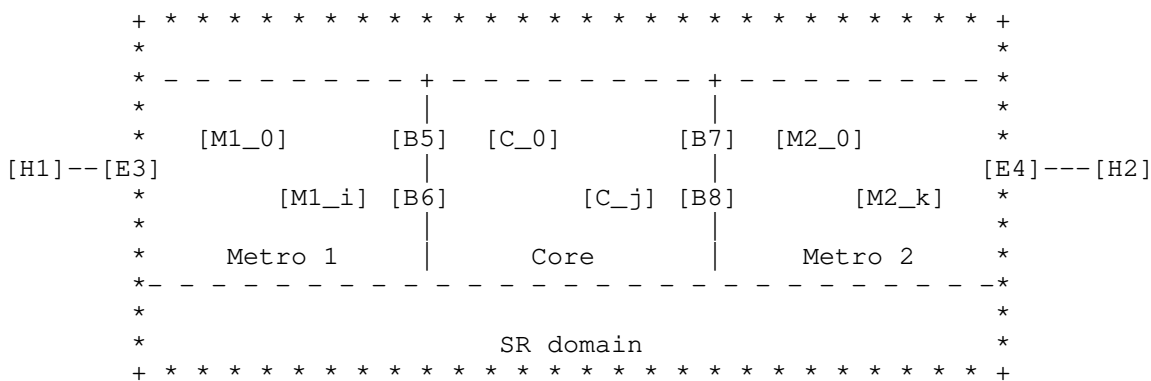 + * * * * * * * * * * * * * * * * * * * * * * * * * * +
* *
* - - - - - - - - + - - - - - - - - + - - - - - - - - *
* | | *
* [M1_0] [B5] [C_0] [B7] [M2_0] *
[H1]--[E3] | | [E4]---[H2]
* [M1_i] [B6] [C_j] [B8] [M2_k] *
* | | *
* Metro 1 | Core | Metro 2 *
*- - - - - - - - - - - - - - - - - - - - - - - - - - -*
* *
* SR domain *
+ * * * * * * * * * * * * * * * * * * * * * * * * * * +